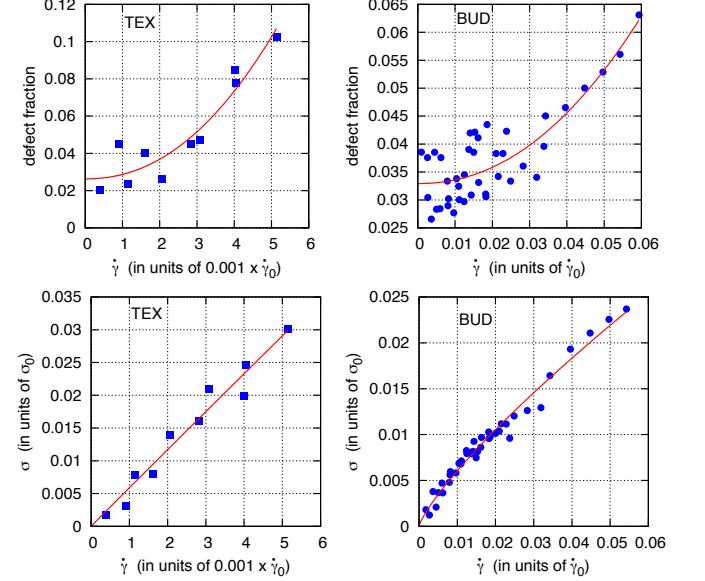 0.12
0.1
0.08
0.06
0.04
0.02
0
defect fraction
TEX
0 1 2 3 4 5 6
γ̇ (in units of 0.001 x γ̇₀)
0.065
0.06
0.055
0.05
0.045
0.04
0.035
0.03
0.025
defect fraction
BUD
0 0.01 0.02 0.03 0.04 0.05 0.06
γ̇ (in units of γ̇₀)
0.035
0.03
0.025
0.02
0.015
0.01
0.005
0
σ (in units of σ₀)
TEX
0 1 2 3 4 5 6
γ̇ (in units of 0.001 x γ̇₀)
0.025
0.02
0.015
0.01
0.005
0
σ (in units of σ₀)
BUD
0 0.01 0.02 0.03 0.04 0.05 0.06
γ̇ (in units of γ̇₀)